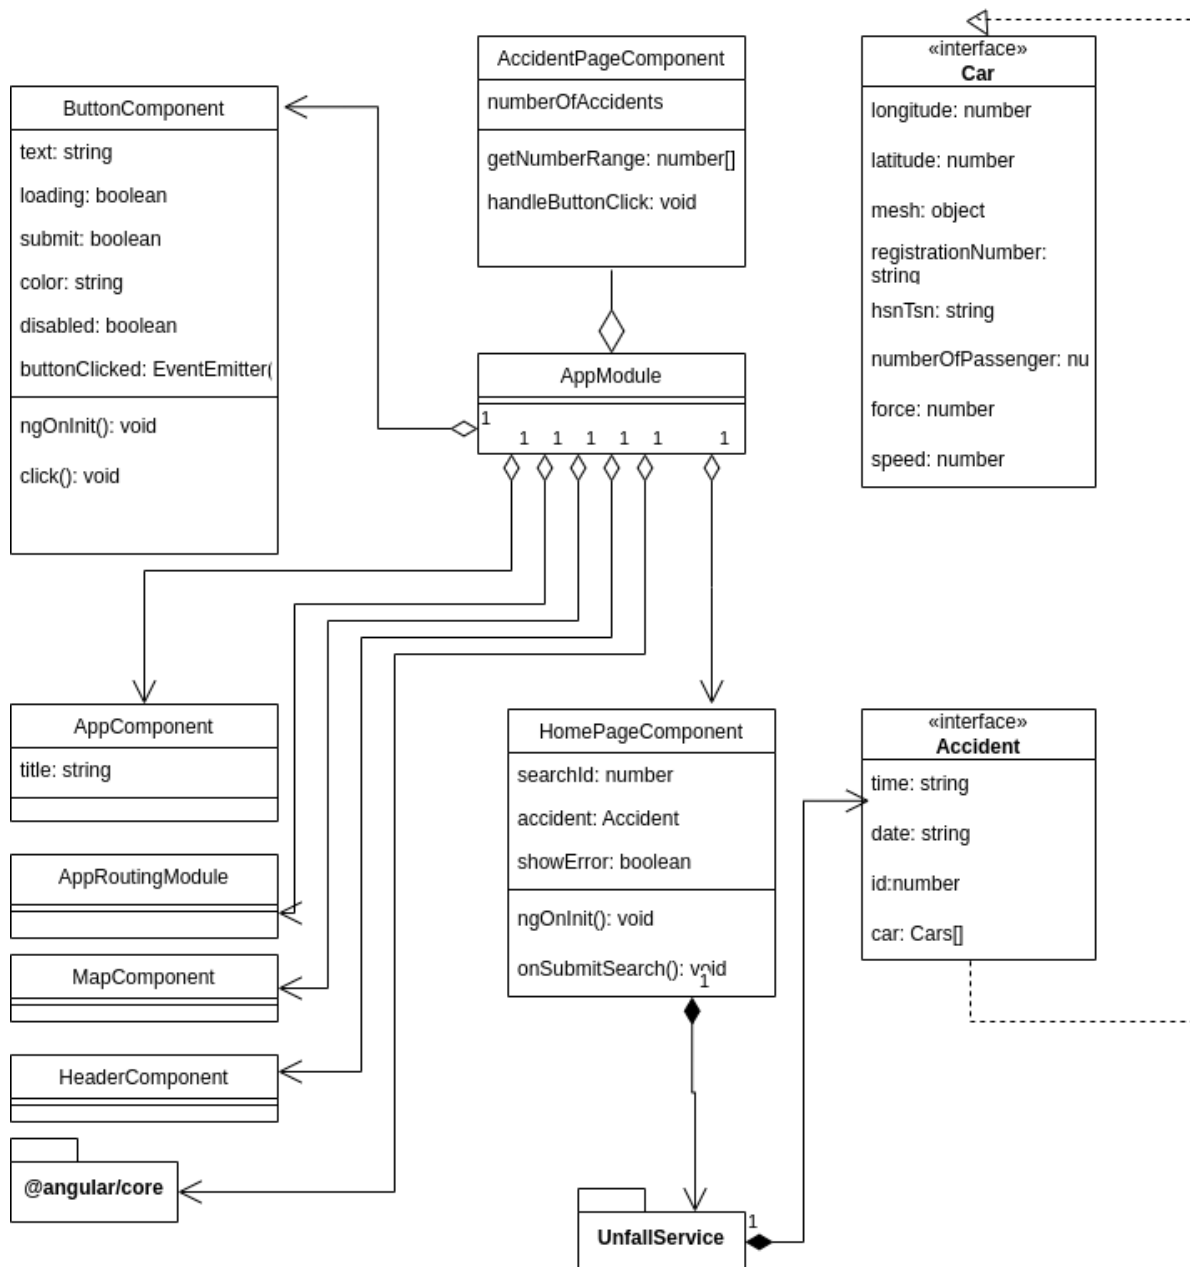 AccidentPageComponent
numberOfAccidents
getNumberRange: number[]
handleButtonClick: void
«interface»
Car
longitude: number
latitude: number
mesh: object
registrationNumber:
string
hsnTsn: string
numberOfPassenger: nu
force: number
speed: number
ButtonComponent
text: string
loading: boolean
submit: boolean
color: string
disabled: boolean
buttonClicked: EventEmitter(
ngOnInit(): void
click(): void
AppModule
1
1
1
1
1
1
1
AppComponent
title: string
AppRoutingModule
MapComponent
HeaderComponent
@angular/core
HomePageComponent
searchId: number
accident: Accident
showError: boolean
ngOnInit(): void
onSubmitSearch(): void
1
«interface»
Accident
time: string
date: string
id:number
car: Cars[]
UnfallService
1